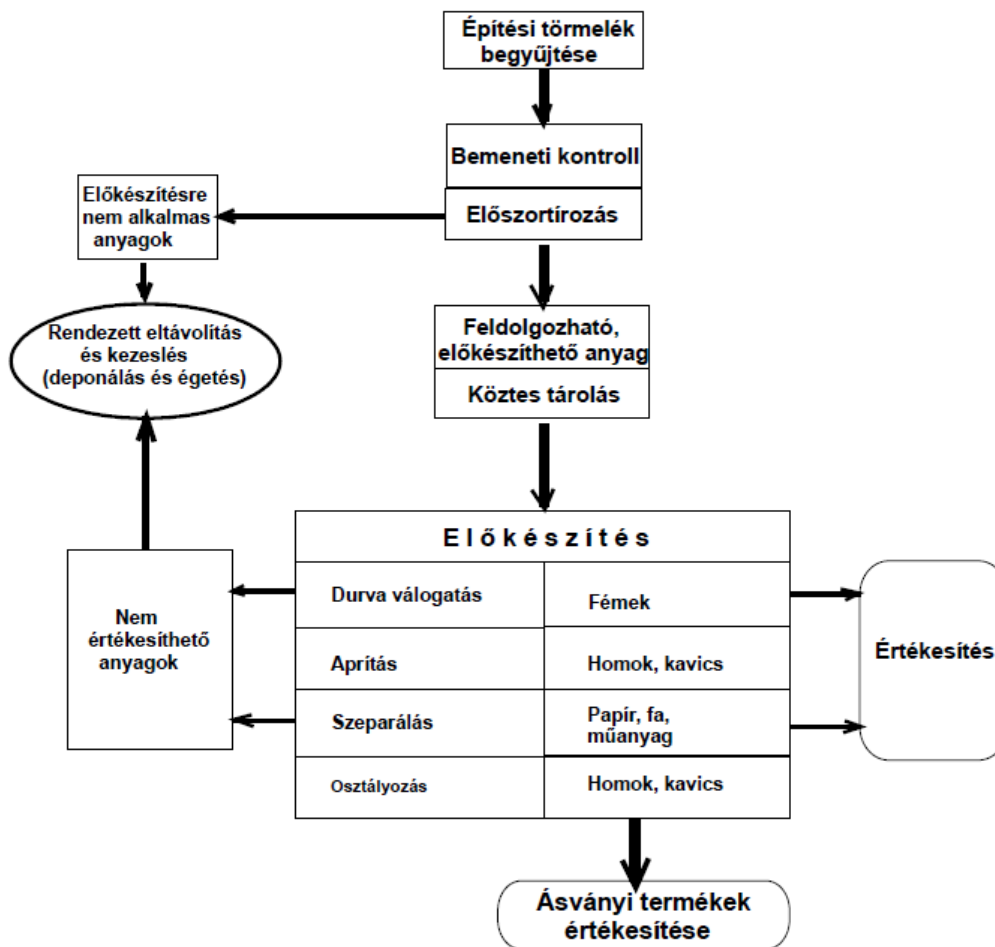 Építési törmelék
begyűjtése
Bemeneti kontroll
Előszortírozás
Előkészítésre
nem alkalmas
anyagok
Rendezett eltávolítás
és kezeslés
(deponálás és égetés)
Feldolgozható,
előkészíthető anyag
Köztes tárolás
Előkészítés
Durva válogatás
Fémek
Nem
értékesíthető
anyagok
Értékesítés
Aprítás
Homok, kavics
Szeparálás
Papír, fa,
műanyag
Osztályozás
Homok, kavics
Ásványi termékek
értékesítése